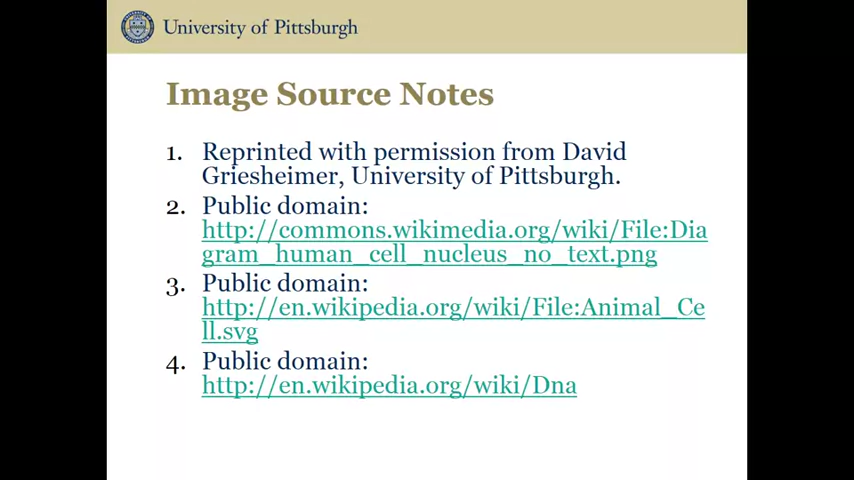 University of Pittsburgh
Image Source Notes
1. Reprinted with permission from David
Griesheimer, University of Pittsburgh.
2. Public domain:
http://commons.wikimedia.org/wiki/File:Dia
gram_human_cell_nucleus_no_text.png
3. Public domain:
http://en.wikipedia.org/wiki/File:Animal_Ce
ll.svg
4. Public domain:
http://en.wikipedia.org/wiki/Dna